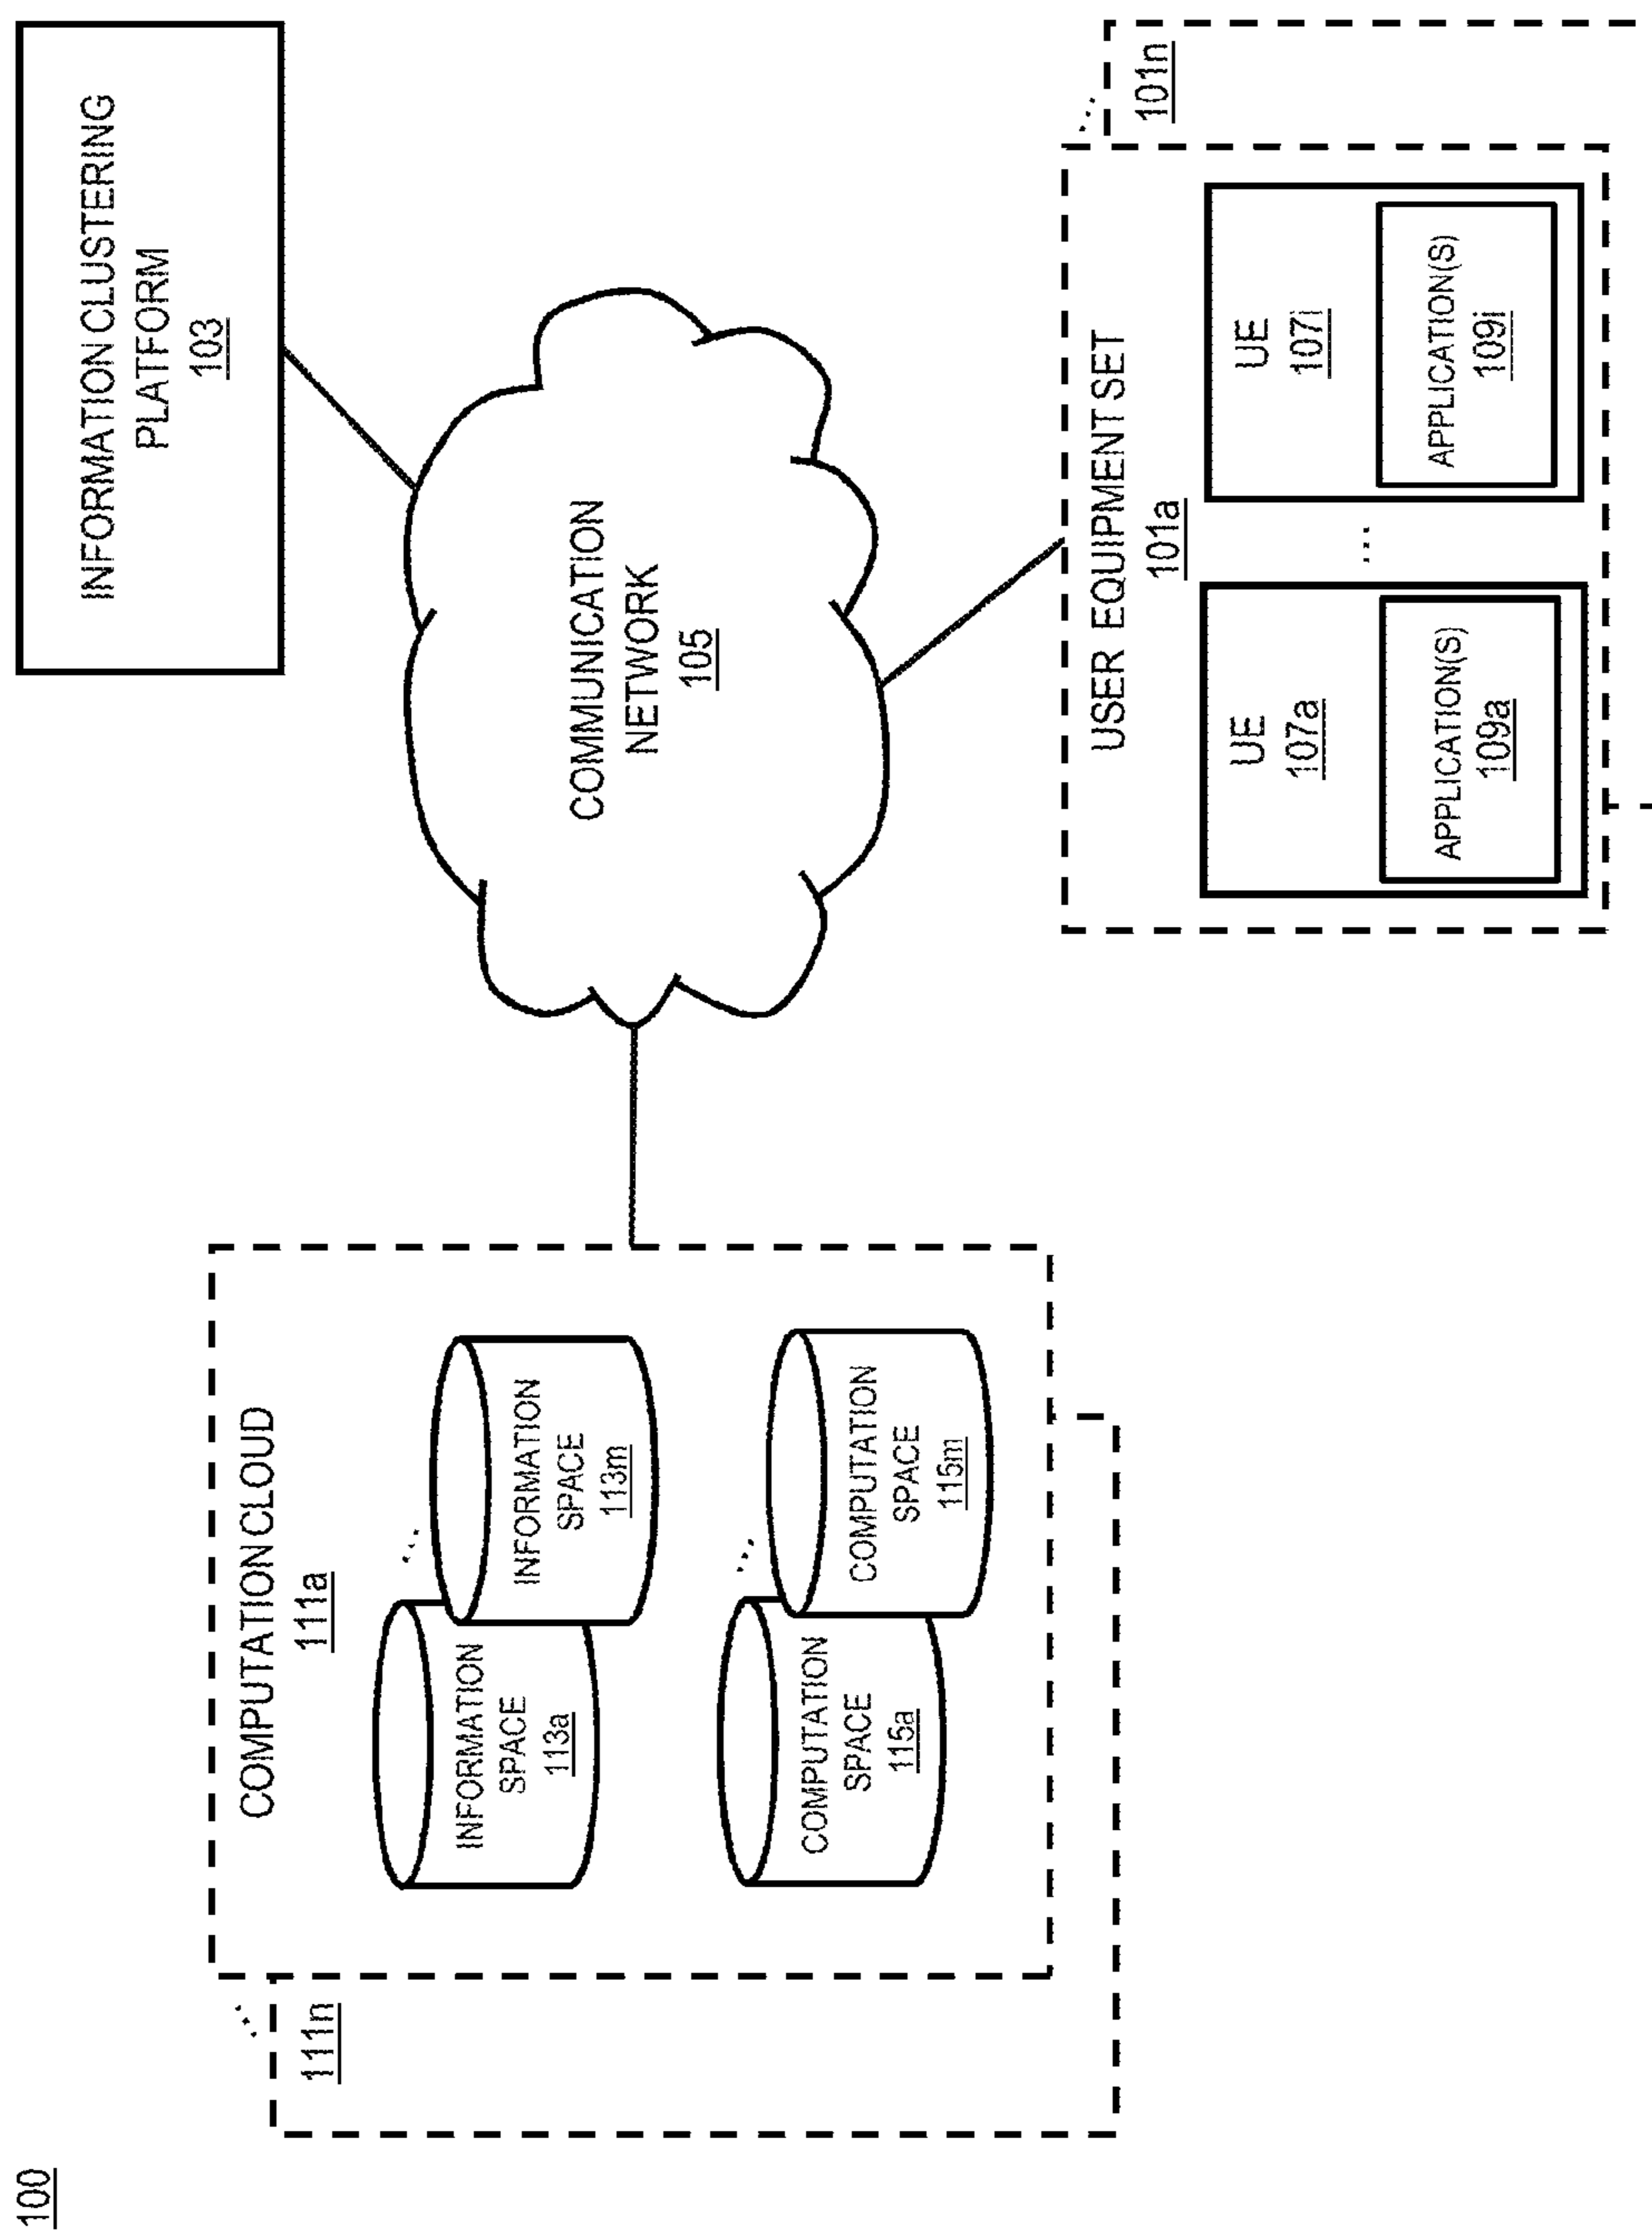 100
INFORMATION CLUSTERING
PLATFORM
103
COMPUTATION CLOUD
111a
...
111n
INFORMATION
SPACE
113a
...
INFORMATION
SPACE
113m
COMPUTATION
SPACE
115a
...
COMPUTATION
SPACE
115m
COMMUNICATION
NETWORK
105
USER EQUIPMENT SET
101a
...
101n
UE
107a
APPLICATION(S)
109a
...
UE
107i
APPLICATION(S)
109i